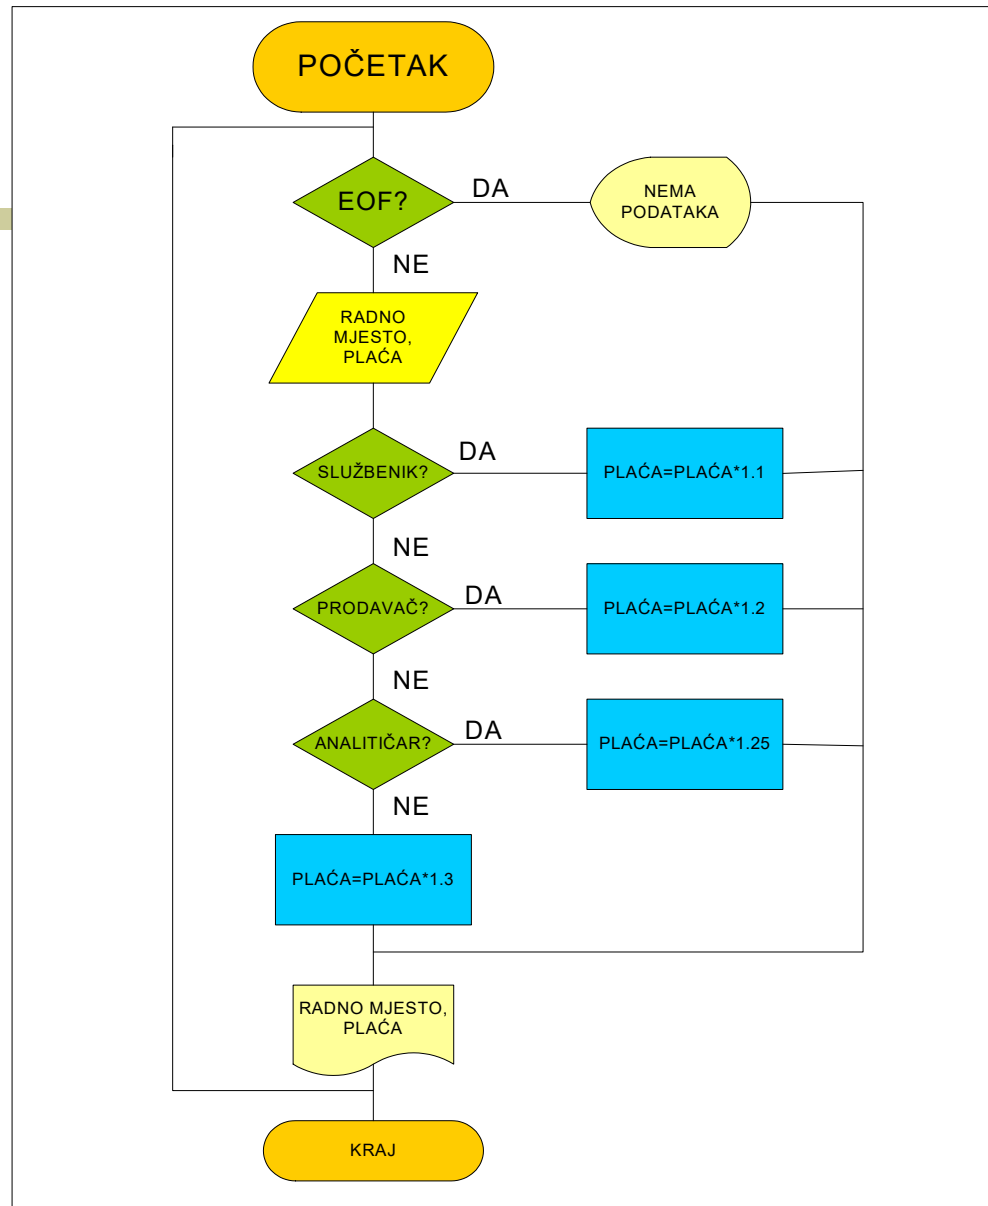 POČETAK
EOF?
DA
NEMA
PODATAKA
NE
RADNO
MJESTO,
PLAĆA
SLUŽBENIK?
DA
PLAĆA=PLAĆA*1.1
NE
PRODAVAČ?
DA
PLAĆA=PLAĆA*1.2
NE
ANALITIČAR?
DA
PLAĆA=PLAĆA*1.25
NE
PLAĆA=PLAĆA*1.3
RADNO MJESTO,
PLAĆA
KRAJ